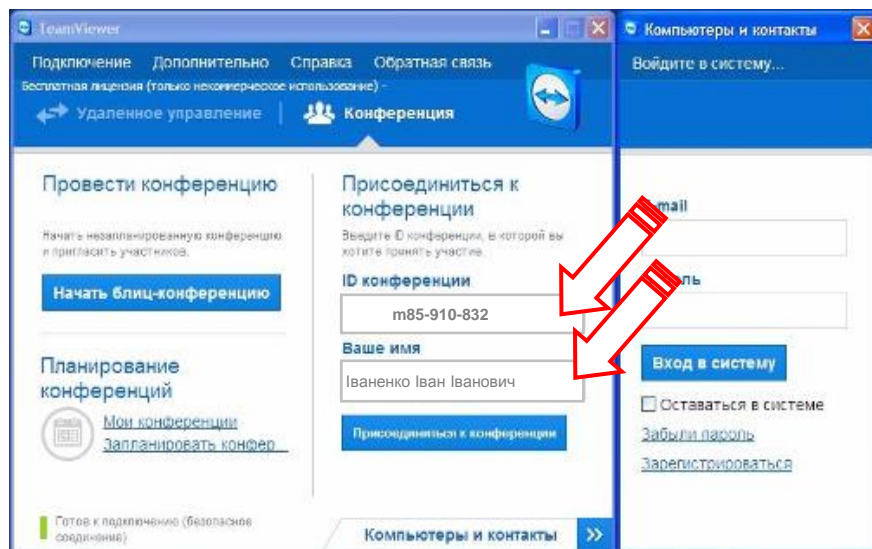 TeamViewer
Подключение Дополнительно Справка Обратная связь
Бесплатная лицензия (только некоммерческое использование) -
Удаленное управление | Конференция
Провести конференцию
Начать незапланированную конференцию
и пригласить участников.
Начать блиц-конференцию
Планирование
конференций
Мои конференции
Запланировать конфер...
Готов к подключению (безопасное
соединение)
Присоединиться к
конференции
Введите ID конференции, в которой вы
хотите принять участие.
ID конференции
m85-910-832
Ваше имя
Іваненко Іван Іванович
Присоединиться к конференции
Компьютеры и контакты
Компьютеры и контакты
Войдите в систему...
mail
Вход в систему
Оставаться в системе
Забыли пароль
Зарегистрироваться